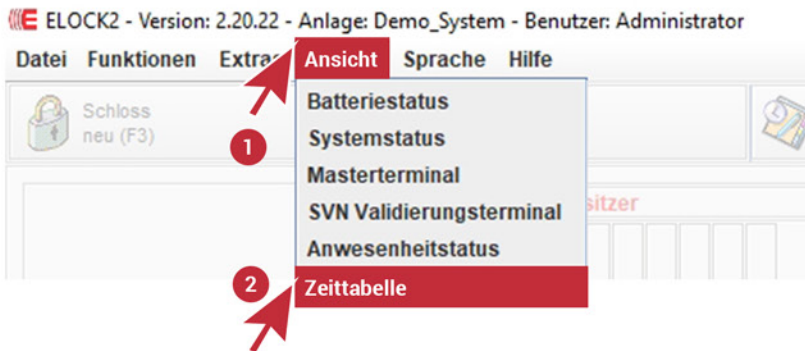 ELOCK2 - Version: 2.20.22 - Anlage: Demo_System - Benutzer: Administrator
Datei Funktionen Extras Ansicht Sprache Hilfe
Schloss
neu (F3)
1
Batteriestatus
Systemstatus
Masterterminal
SVN Validierungsterminal
Anwesenheitstatus
2 Zeittabelle